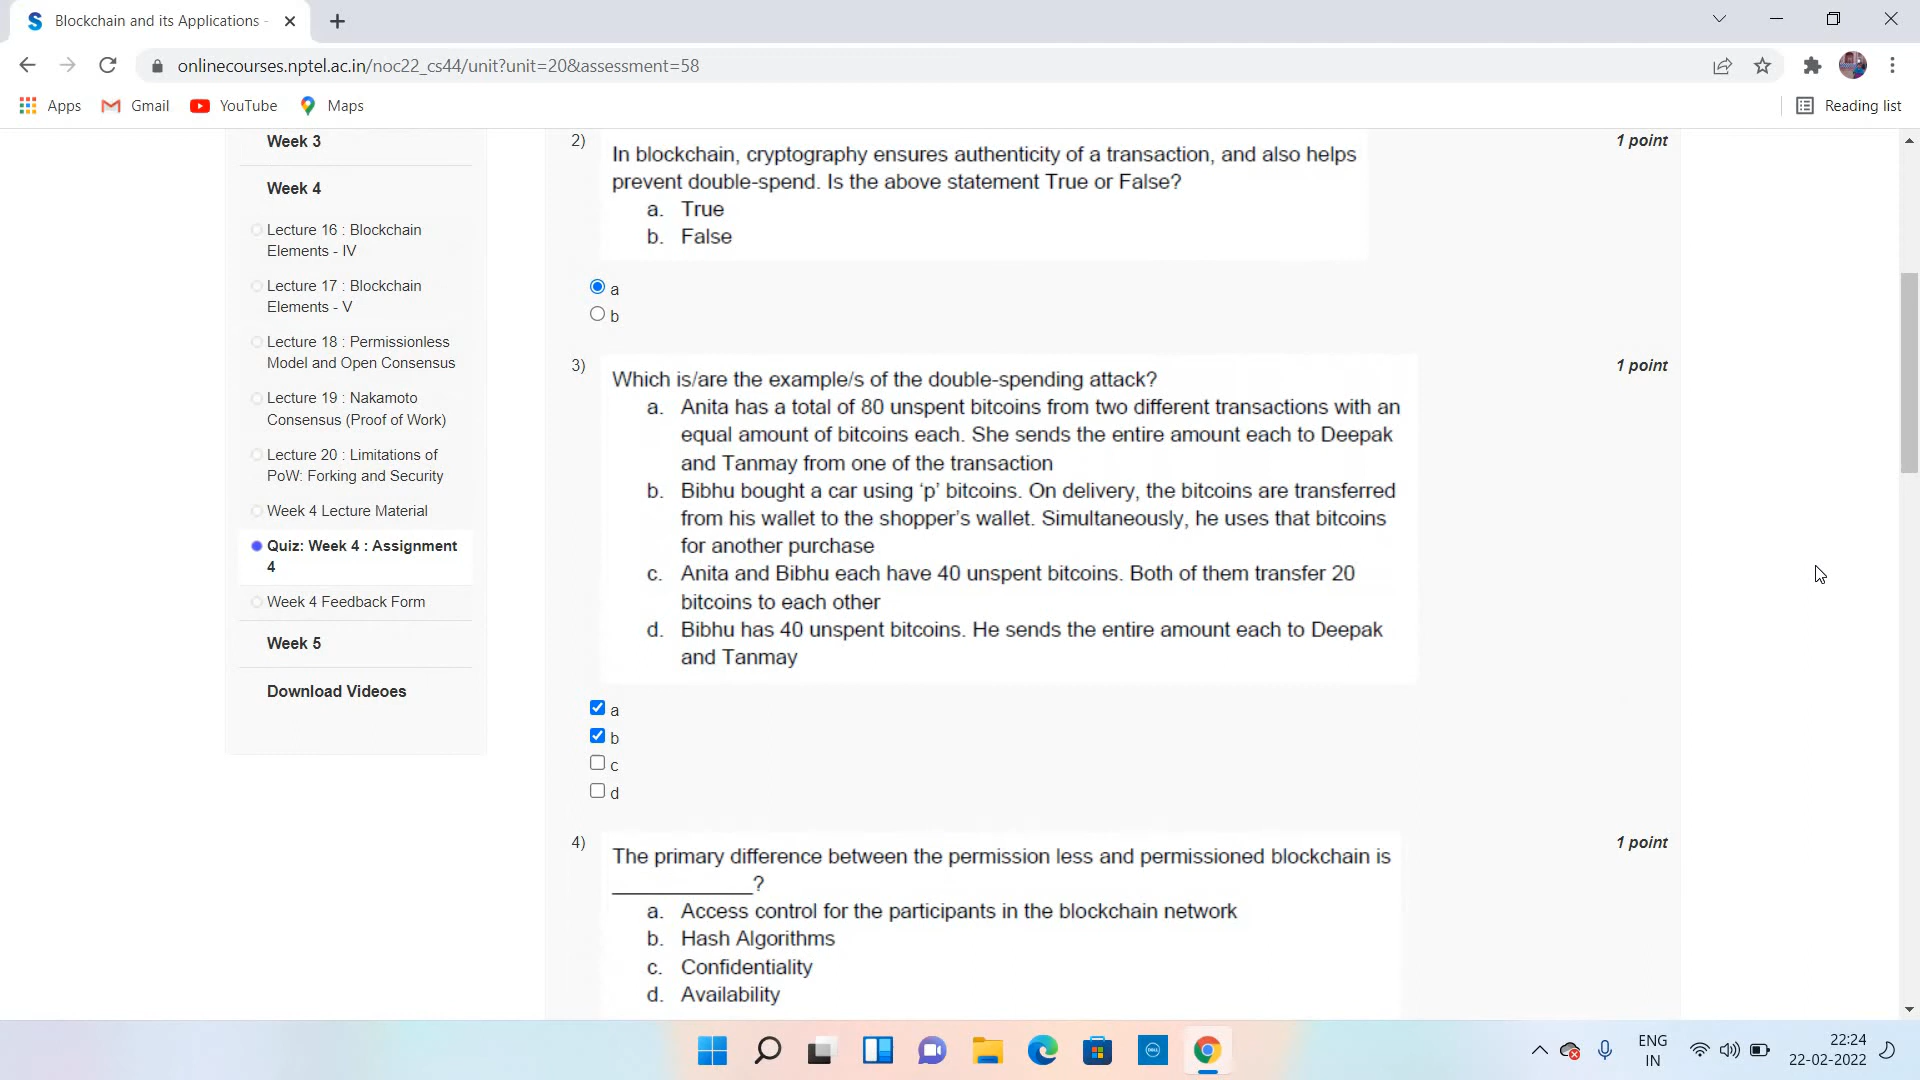 Blockchain and its Applications -
onlinecourses.nptel.ac.in/noc22_cs44/unit?unit=20&assessment=58
Apps
Gmail
YouTube
Maps
Reading list
Week 3
Week 4
Lecture 16 : Blockchain
Elements - IV
Lecture 17 : Blockchain
Elements - V
Lecture 18 : Permissionless
Model and Open Consensus
Lecture 19 : Nakamoto
Consensus (Proof of Work)
Lecture 20 : Limitations of
PoW: Forking and Security
Week 4 Lecture Material
Quiz: Week 4 : Assignment
4
Week 4 Feedback Form
Week 5
Download Videoes
2)
1 point
In blockchain, cryptography ensures authenticity of a transaction, and also helps
prevent double-spend. Is the above statement True or False?
a. True
b. False
a
b
3)
1 point
Which is/are the example/s of the double-spending attack?
a. Anita has a total of 80 unspent bitcoins from two different transactions with an
equal amount of bitcoins each. She sends the entire amount each to Deepak
and Tanmay from one of the transaction
b. Bibhu bought a car using ‘p’ bitcoins. On delivery, the bitcoins are transferred
from his wallet to the shopper’s wallet. Simultaneously, he uses that bitcoins
for another purchase
c. Anita and Bibhu each have 40 unspent bitcoins. Both of them transfer 20
bitcoins to each other
d. Bibhu has 40 unspent bitcoins. He sends the entire amount each to Deepak
and Tanmay
a
b
c
d
4)
1 point
The primary difference between the permission less and permissioned blockchain is
____________?
a. Access control for the participants in the blockchain network
b. Hash Algorithms
c. Confidentiality
d. Availability
ENG
IN
22:24
22-02-2022